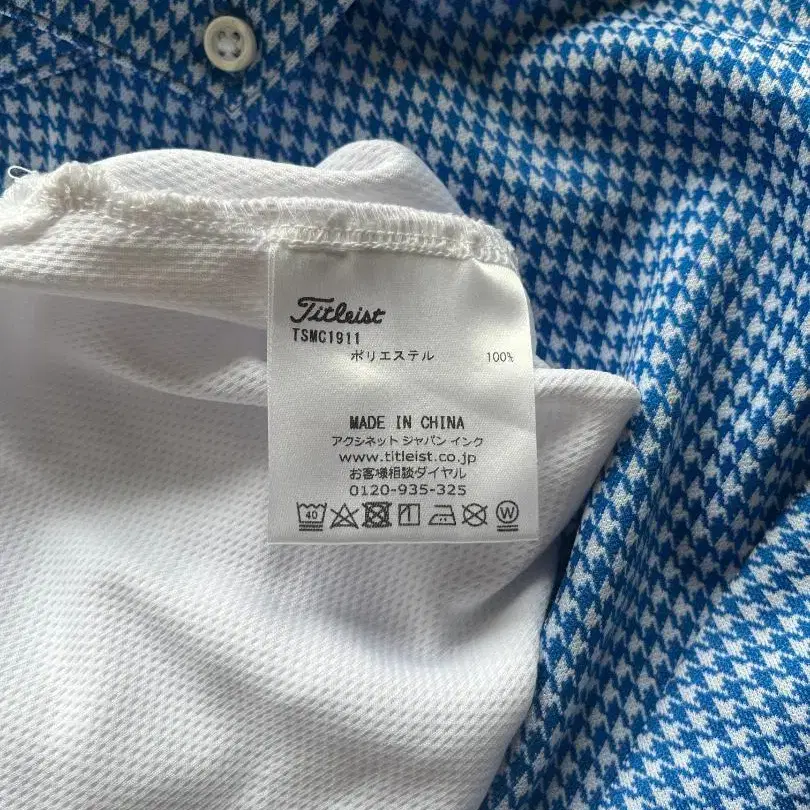 Titleist
TSMC1911
ポリエステル 100%
MADE IN CHINA
アクシネット ジャパン インク
www.titleist.co.jp
お客様相談ダイヤル
0120-935-325
40 W